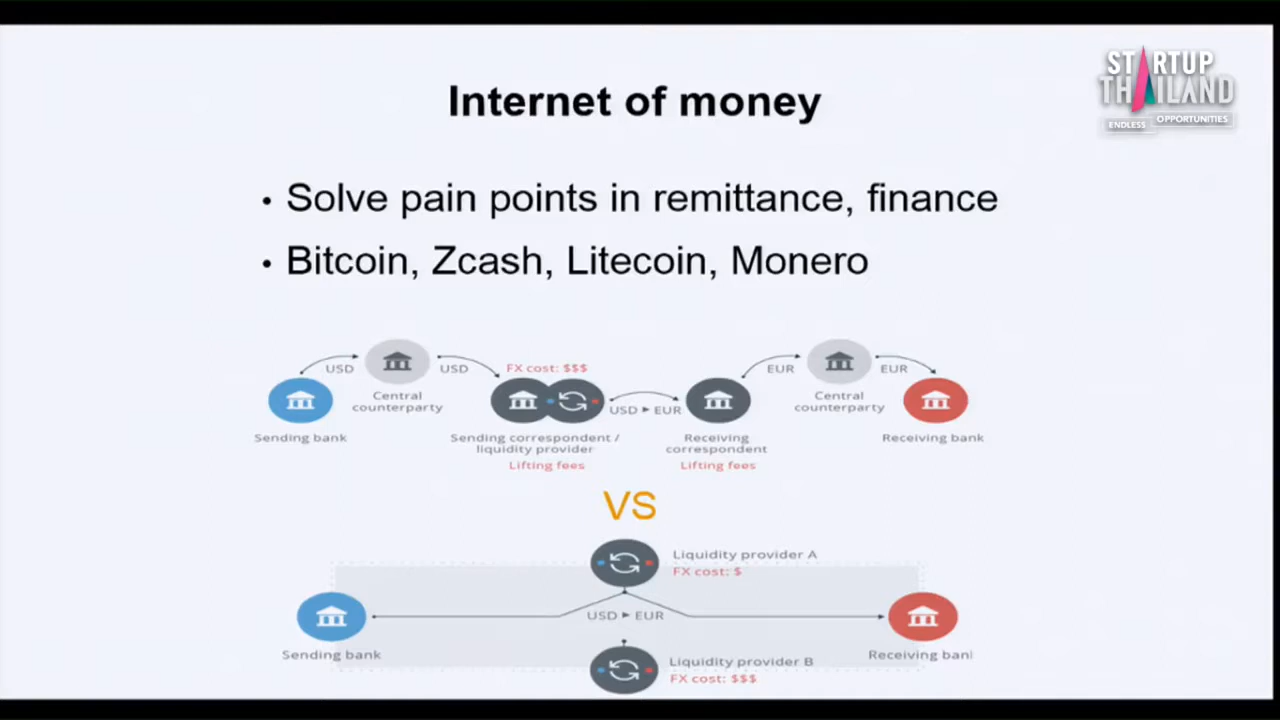 STARTUP
THAILAND
ENDLESS OPPORTUNITIES
Internet of money
• Solve pain points in remittance, finance
• Bitcoin, Zcash, Litecoin, Monero
USD
USD
FX cost: $$$
EUR
EUR
Central
counterparty
USD ▸ EUR
Central
counterparty
Sending bank
Sending correspondent /
liquidity provider
Receiving
correspondent
Receiving bank
Lifting fees
Lifting fees
VS
Liquidity provider A
FX cost: $
USD ▸ EUR
Sending bank
Receiving bank
Liquidity provider B
FX cost: $$$